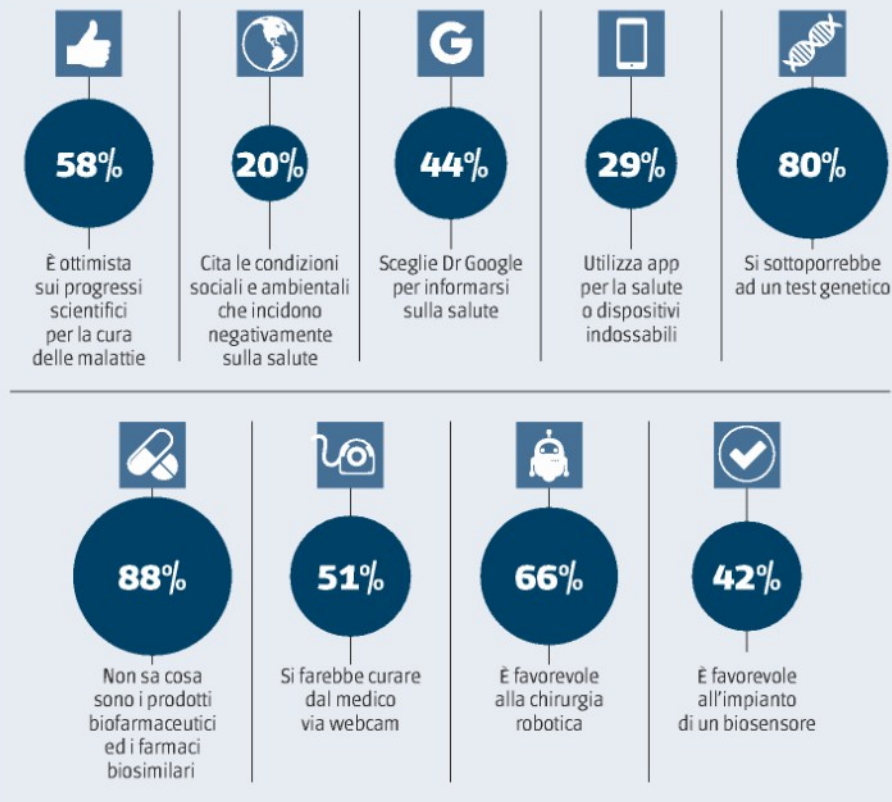 G
58%
È ottimista
sui progressi
scientifici
per la cura
delle malattie
20%
Cita le condizioni
sociali e ambientali
che incidono
negativamente
sulla salute
44%
Sceglie Dr Google
per informarsi
sulla salute
29%
Utilizza app
per la salute
o dispositivi
indossabili
80%
Si sottoporrebbe
ad un test genetico
88%
Non sa cosa
sono i prodotti
biofarmaceutici
ed i farmaci
biosimilari
51%
Si farebbe curare
dal medico
via webcam
66%
È favorevole
alla chirurgia
robotica
42%
È favorevole
all'impianto
di un biosensore